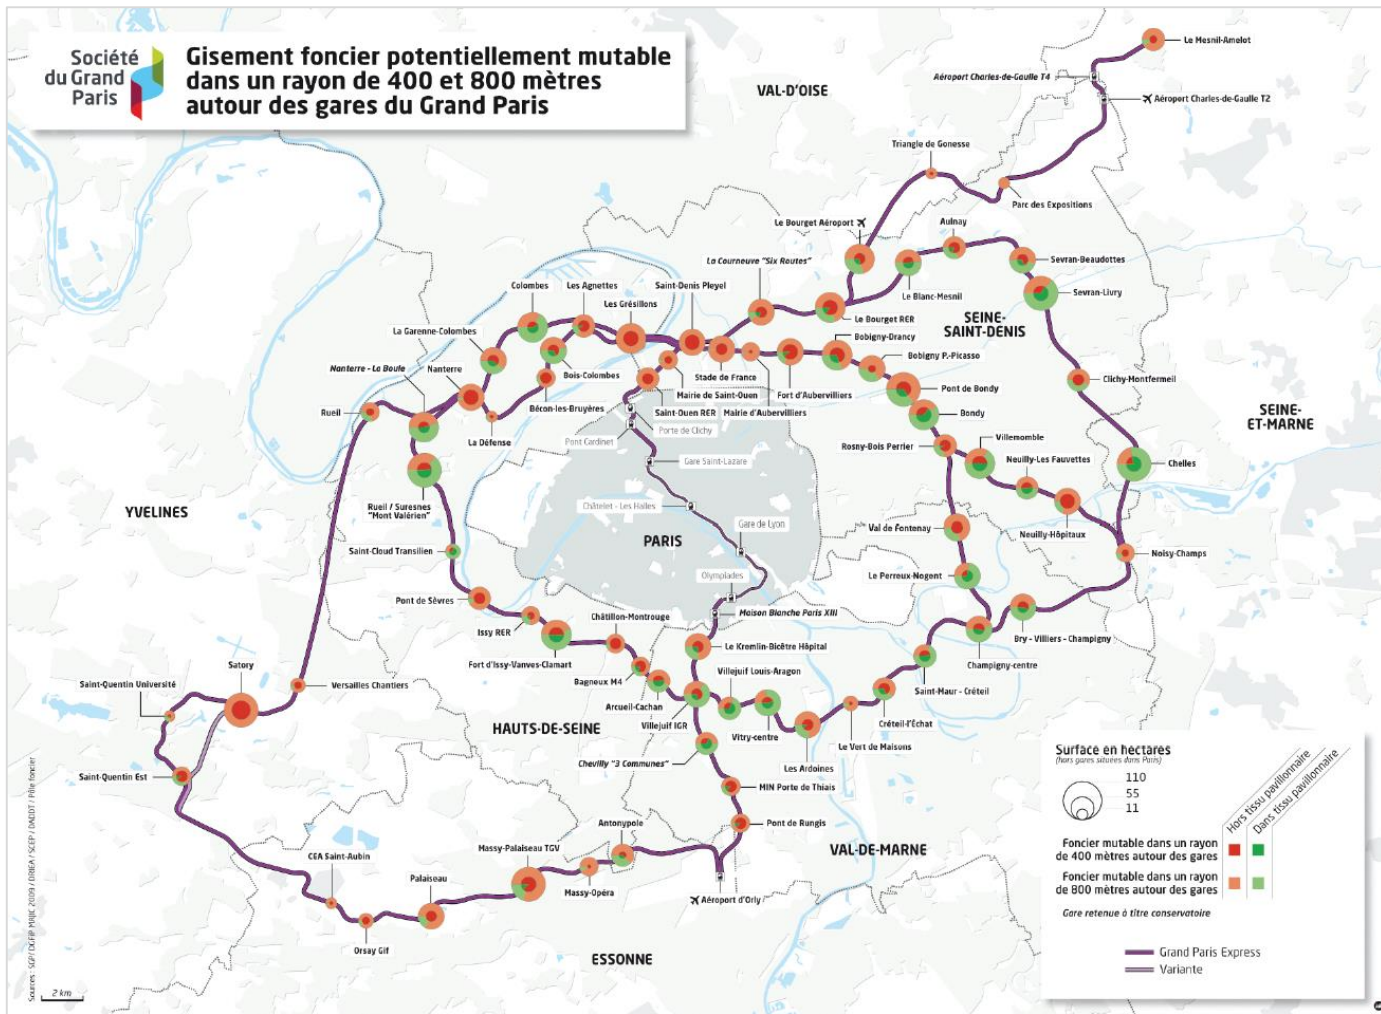 Société
du Grand
Paris
Gisement foncier potentiellement mutable
dans un rayon de 400 et 800 mètres
autour des gares du Grand Paris
Le Mesnil-Amelot
Aéroport Charles-de-Gaulle T4
VAL-D'OISE
Aéroport Charles-de-Gaulle T2
Triangle de Gonesse
Parc des Expositions
Le Bourget Aéroport
Aulnay
La Courneuve "Six Routes"
Sevran-Beaudottes
Colombes
Les Agnettes
Saint-Denis Pleyel
Le Blanc-Mesnil
Sevran-Livry
Les Grésillons
Le Bourget RER
SEINE-
SAINT-DENIS
La Garenne-Colombes
Bobigny-Drancy
Bobigny P.-Picasso
Nanterre - La Boule
Nanterre
Bois-Colombes
Stade de France
Fort d'Aubervilliers
Clichy-Montfermeil
Mairie de Saint-Ouen
Pont de Bondy
Rueil
Bécon-les-Bruyères
Saint-Ouen RER
Mairie d'Aubervilliers
Bondy
SEINE-
ET-MARNE
La Défense
Porte de Clichy
Pont Cardinet
Rosny-Bois Perrier
Villemomble
Neuilly-Les Fauvettes
Gare Saint-Lazare
Chelles
Rueil / Suresnes
"Mont Valérien"
YVELINES
Châtelet - Les Halles
Gare de Lyon
Val de Fontenay
Neuilly-Hôpitaux
PARIS
Saint-Cloud Transilien
Noisy-Champs
Olympiades
Le Perreux-Nogent
Pont de Sèvres
Maison Blanche Paris XIII
Issy RER
Châtillon-Montrouge
Bry - Villiers - Champigny
Le Kremlin-Bicêtre Hôpital
Fort d'Issy-Vanves-Clamart
Champigny-centre
Satory
Villejuif Louis-Aragon
Saint-Quentin Université
Versailles Chantiers
Bagneux M4
Saint-Maur - Créteil
Arcueil-Cachan
Villejuif IGR
Créteil-l'Échat
HAUTS-DE-SEINE
Vitry-centre
Le Vert de Maisons
Chevilly "3 Communes"
Les Ardoines
Saint-Quentin Est
MIN Porte de Thiais
Pont de Rungis
Antonypole
VAL-DE-MARNE
Massy-Palaiseau TGV
CEA Saint-Aubin
Palaiseau
Massy-Opéra
Aéroport d'Orly
Orsay Gif
ESSONNE
Surface en hectares
(hors gares situées dans Paris)
110
55
11
Hors tissu pavillonnaire
Dans tissu pavillonnaire
Foncier mutable dans un rayon
de 400 mètres autour des gares
Foncier mutable dans un rayon
de 800 mètres autour des gares
Gare retenue à titre conservatoire
Grand Paris Express
Variante
2 km